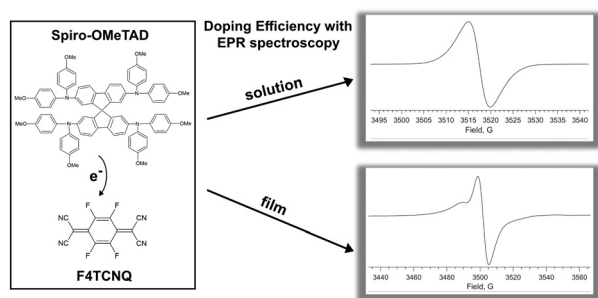 Spiro-OMeTAD
OMe
OMe
MeO
N
N
OMe
MeO
N
N
OMe
OMe
OMe
e-
F
F
NC
CN
NC
CN
F
F
F4TCNQ
Doping Efficiency with
EPR spectroscopy
solution
film
3495 3500 3505 3510 3515 3520 3525 3530 3535 3540
Field, G
3440 3460 3480 3500 3520 3540 3560
Field, G